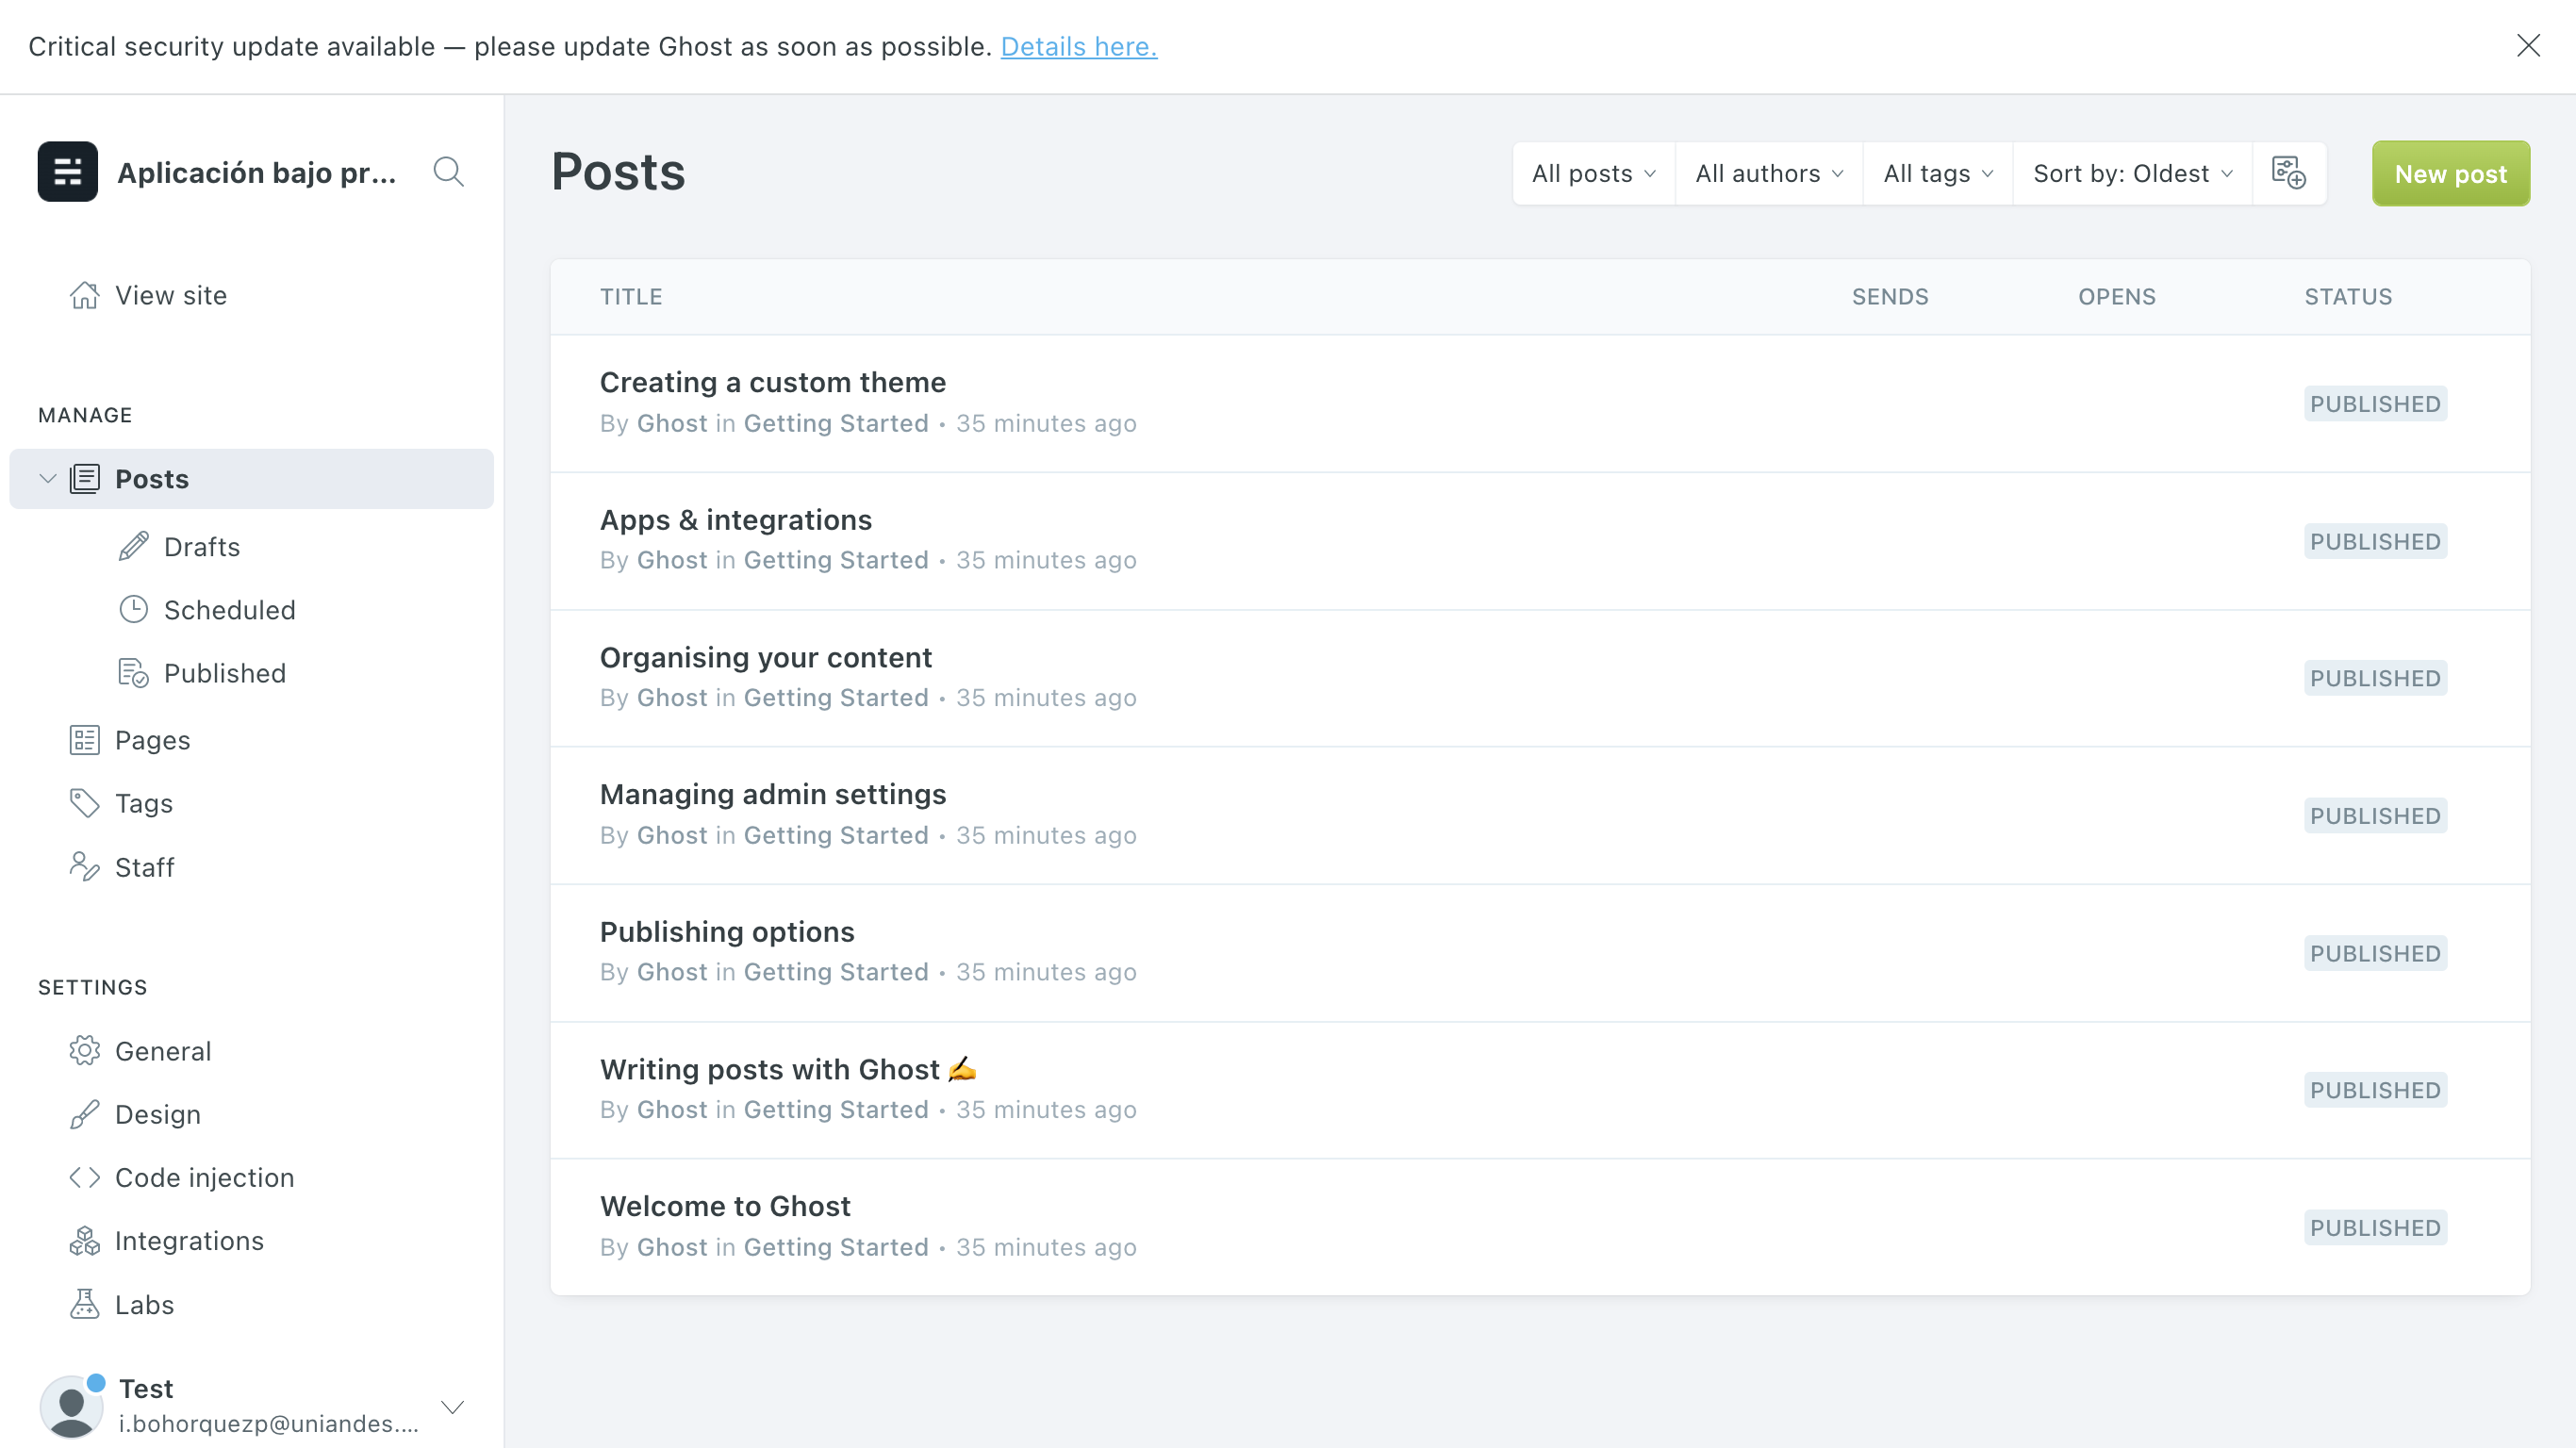 Critical security update available — please update Ghost as soon as possible. Details here.
Aplicación bajo pr...
View site
MANAGE
Posts
Drafts
Scheduled
Published
Pages
Tags
Staff
SETTINGS
General
Design
Code injection
Integrations
Labs
Test
i.bohorquezp@uniandes....
Posts
All posts
All authors
All tags
Sort by: Oldest
New post
TITLE SENDS OPENS STATUS
Creating a custom theme
By Ghost in Getting Started • 35 minutes ago
PUBLISHED
Apps & integrations
By Ghost in Getting Started • 35 minutes ago
PUBLISHED
Organising your content
By Ghost in Getting Started • 35 minutes ago
PUBLISHED
Managing admin settings
By Ghost in Getting Started • 35 minutes ago
PUBLISHED
Publishing options
By Ghost in Getting Started • 35 minutes ago
PUBLISHED
Writing posts with Ghost ✍️
By Ghost in Getting Started • 35 minutes ago
PUBLISHED
Welcome to Ghost
By Ghost in Getting Started • 35 minutes ago
PUBLISHED